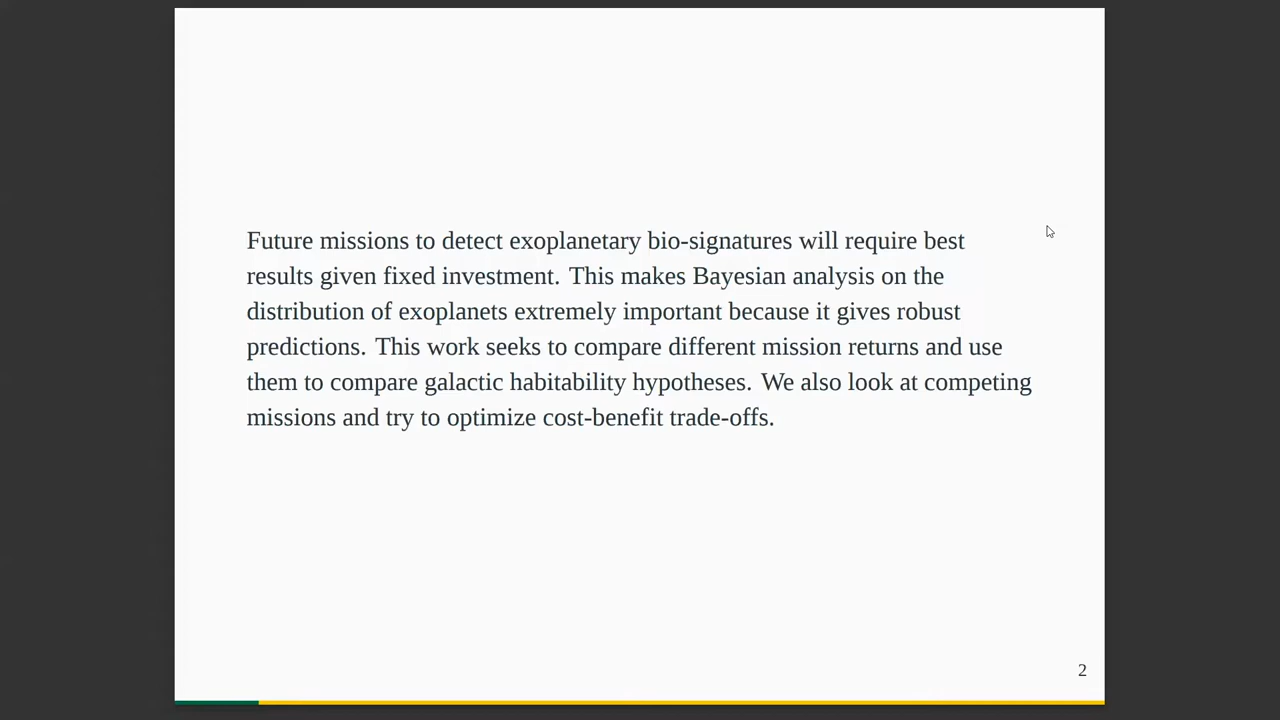 Future missions to detect exoplanetary bio-signatures will require best
results given fixed investment. This makes Bayesian analysis on the
distribution of exoplanets extremely important because it gives robust
predictions. This work seeks to compare different mission returns and use
them to compare galactic habitability hypotheses. We also look at competing
missions and try to optimize cost-benefit trade-offs.
2